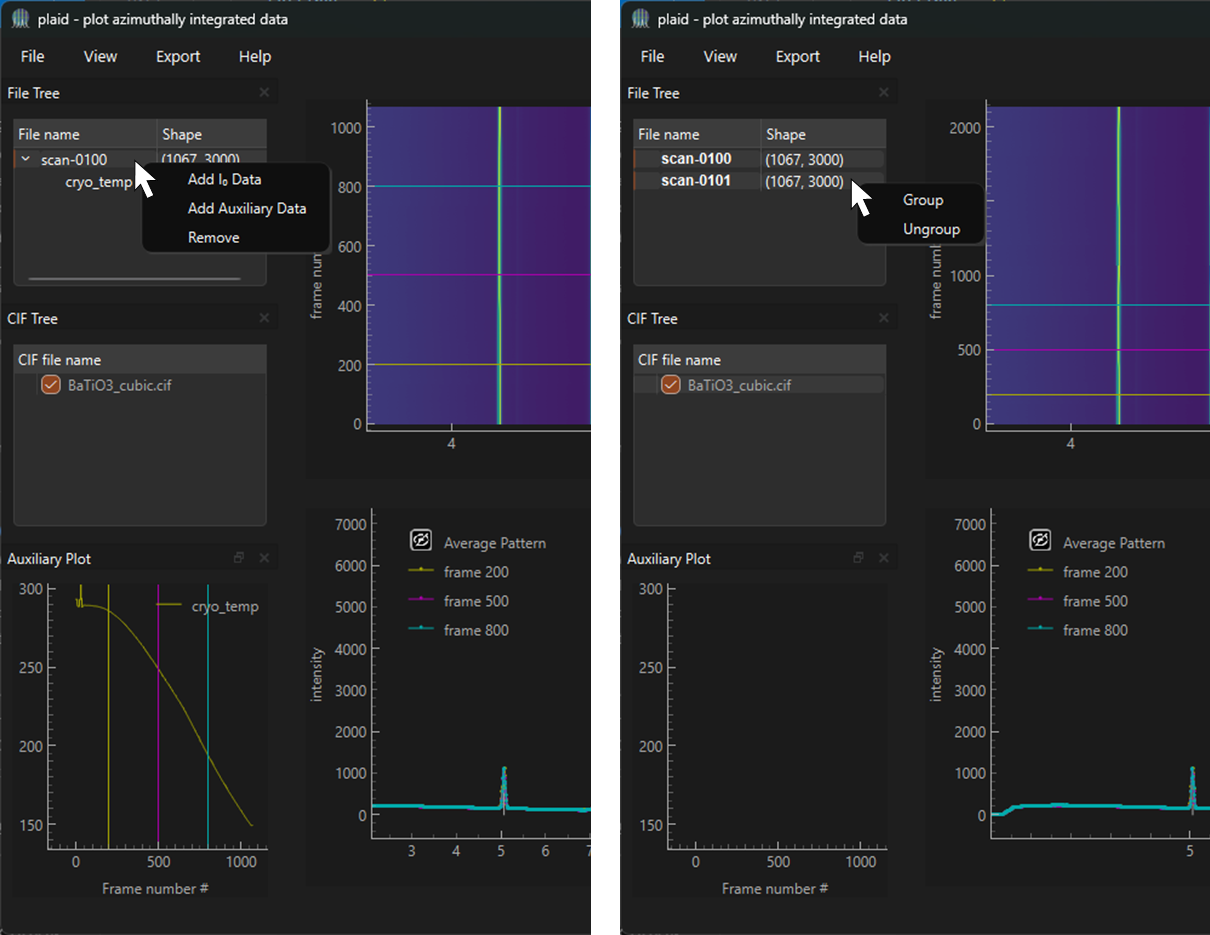 plaid - plot azimuthally integrated data
File View Export Help
File Tree
File name Shape
scan-0100 (1067, 3000)
cryo_temp
Add I₀ Data
Add Auxiliary Data
Remove
CIF Tree
CIF file name
BaTiO3_cubic.cif
Auxiliary Plot
300
250
200
150
cryo_temp
0 500 1000
Frame number #
1000
800
600
400
200
0
frame num
4
7000
6000
5000
4000
3000
2000
1000
0
intensity
Average Pattern
frame 200
frame 500
frame 800
3 4 5 6 7
plaid - plot azimuthally integrated data
File View Export Help
File Tree
File name Shape
scan-0100 (1067, 3000)
scan-0101 (1067, 3000)
Group
Ungroup
CIF Tree
CIF file name
BaTiO3_cubic.cif
Auxiliary Plot
300
250
200
150
0 500 1000
Frame number #
2000
1000
500
0
frame numb
4
7000
6000
5000
4000
3000
2000
1000
0
intensity
Average Pattern
frame 200
frame 500
frame 800
5